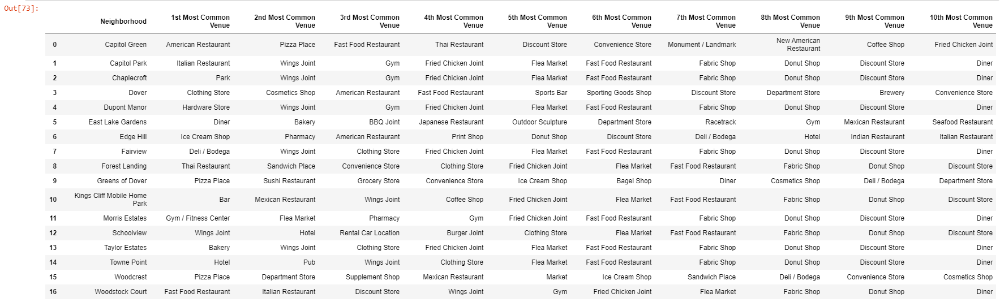 Out[73]:
Neighborhood 1st Most Common Venue 2nd Most Common Venue 3rd Most Common Venue 4th Most Common Venue 5th Most Common Venue 6th Most Common Venue 7th Most Common Venue 8th Most Common Venue 9th Most Common Venue 10th Most Common Venue
0 Capitol Green American Restaurant Pizza Place Fast Food Restaurant Thai Restaurant Discount Store Convenience Store Monument / Landmark New American Restaurant Coffee Shop Fried Chicken Joint
1 Capitol Park Italian Restaurant Wings Joint Gym Fried Chicken Joint Flea Market Fast Food Restaurant Fabric Shop Donut Shop Discount Store Diner
2 Chaplecroft Park Wings Joint Gym Fried Chicken Joint Flea Market Fast Food Restaurant Fabric Shop Donut Shop Discount Store Diner
3 Dover Clothing Store Cosmetics Shop American Restaurant Fast Food Restaurant Sports Bar Sporting Goods Shop Discount Store Department Store Brewery Convenience Store
4 Dupont Manor Hardware Store Wings Joint Gym Fried Chicken Joint Flea Market Fast Food Restaurant Fabric Shop Donut Shop Discount Store Diner
5 East Lake Gardens Diner Bakery BBQ Joint Japanese Restaurant Outdoor Sculpture Department Store Racetrack Gym Mexican Restaurant Seafood Restaurant
6 Edge Hill Ice Cream Shop Pharmacy American Restaurant Print Shop Donut Shop Discount Store Deli / Bodega Hotel Indian Restaurant Italian Restaurant
7 Fairview Deli / Bodega Wings Joint Clothing Store Fried Chicken Joint Flea Market Fast Food Restaurant Fabric Shop Donut Shop Discount Store Diner
8 Forest Landing Thai Restaurant Sandwich Place Convenience Store Clothing Store Fried Chicken Joint Flea Market Fast Food Restaurant Fabric Shop Donut Shop Discount Store
9 Greens of Dover Pizza Place Sushi Restaurant Grocery Store Convenience Store Ice Cream Shop Bagel Shop Diner Cosmetics Shop Deli / Bodega Department Store
10 Kings Cliff Mobile Home Park Bar Mexican Restaurant Wings Joint Coffee Shop Fried Chicken Joint Flea Market Fast Food Restaurant Fabric Shop Donut Shop Discount Store
11 Morris Estates Gym / Fitness Center Flea Market Pharmacy Gym Fried Chicken Joint Fast Food Restaurant Fabric Shop Donut Shop Discount Store Diner
12 Schoolview Wings Joint Hotel Rental Car Location Burger Joint Clothing Store Flea Market Fast Food Restaurant Fabric Shop Donut Shop Discount Store
13 Taylor Estates Bakery Wings Joint Clothing Store Fried Chicken Joint Flea Market Fast Food Restaurant Fabric Shop Donut Shop Discount Store Diner
14 Towne Point Hotel Pub Wings Joint Clothing Store Flea Market Fast Food Restaurant Fabric Shop Donut Shop Discount Store Diner
15 Woodcrest Pizza Place Department Store Supplement Shop Mexican Restaurant Market Ice Cream Shop Sandwich Place Deli / Bodega Convenience Store Cosmetics Shop
16 Woodstock Court Fast Food Restaurant Italian Restaurant Discount Store Wings Joint Gym Fried Chicken Joint Flea Market Fabric Shop Donut Shop Diner